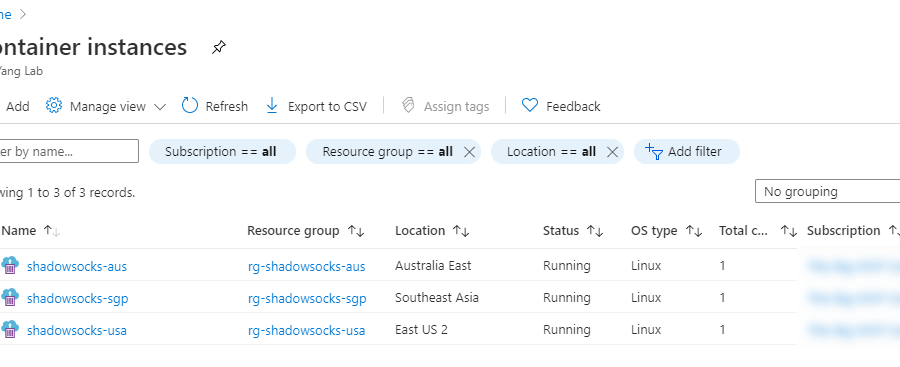 me >
ontainer instances
Yang Lab
Add Manage view Refresh Export to CSV Assign tags Feedback
er by name... Subscription == all Resource group == all Location == all Add filter
wing 1 to 3 of 3 records. No grouping
Name Resource group Location Status OS type Total c... Subscription
shadowsocks-aus rg-shadowsocks-aus Australia East Running Linux 1
shadowsocks-sgp rg-shadowsocks-sgp Southeast Asia Running Linux 1
shadowsocks-usa rg-shadowsocks-usa East US 2 Running Linux 1